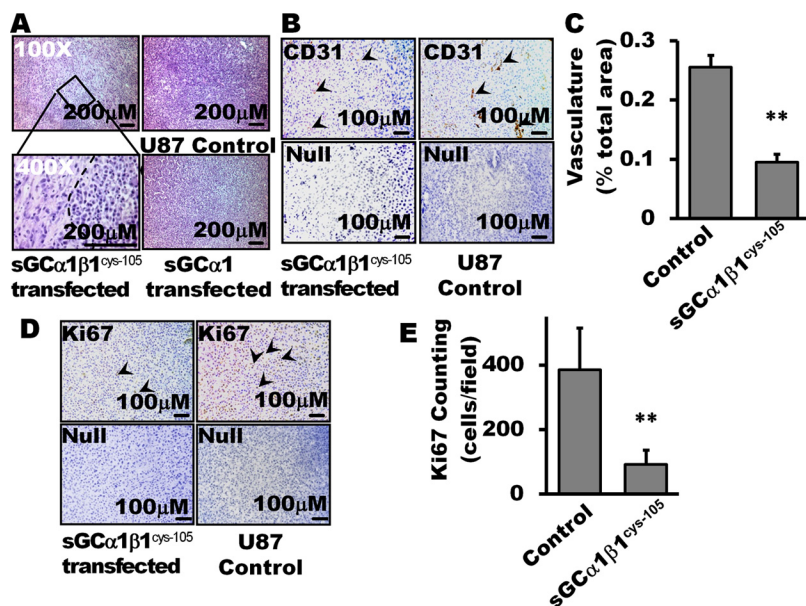 A
100X
200µM
200µM
U87 Control
400X
200µM
200µM
sGCα1β1cys-105
transfected
sGCα1
transfected
B
CD31
100µM
CD31
100µM
Null
100µM
Null
100µM
sGCα1β1cys-105
transfected
U87
Control
C
Vasculature
(% total area)
0.3
0.2
0.1
0
**
Control
sGCα1β1cys-105
D
Ki67
100µM
Ki67
100µM
Null
100µM
Null
100µM
sGCα1β1cys-105
transfected
U87
Control
E
Ki67 Counting
(cells/field)
400
200
0
**
Control
sGCα1β1cys-105